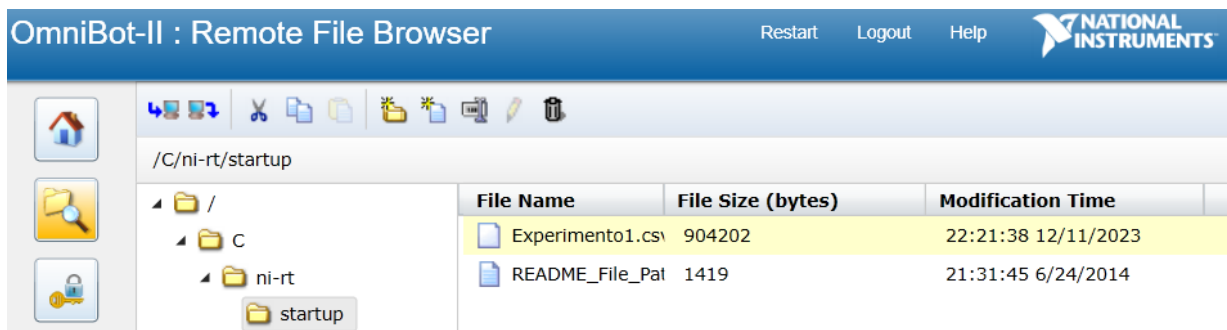 OmniBot-II : Remote File Browser
Restart Logout Help
NATIONAL
INSTRUMENTS
/C/ni-rt/startup
File Name File Size (bytes) Modification Time
/
Experimento1.csv 904202 22:21:38 12/11/2023
C
README_File_Pat 1419 21:31:45 6/24/2014
ni-rt
startup